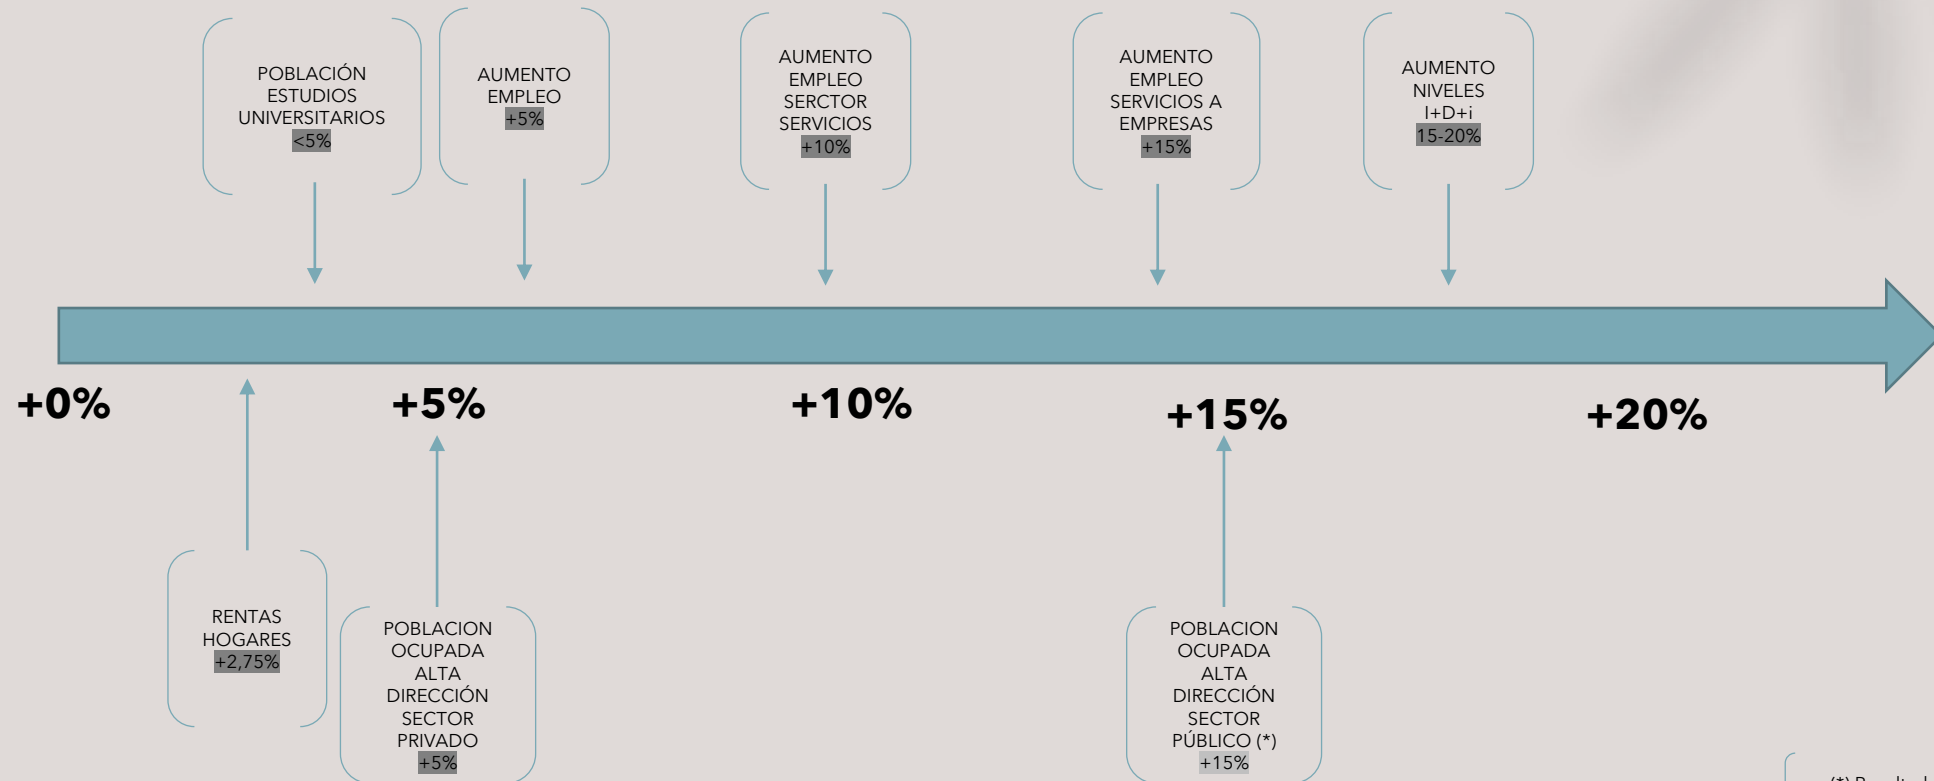 POBLACIÓN
ESTUDIOS
UNIVERSITARIOS
<5%
AUMENTO
EMPLEO
+5%
AUMENTO
EMPLEO
SERCTOR
SERVICIOS
+10%
AUMENTO
EMPLEO
SERVICIOS A
EMPRESAS
+15%
AUMENTO
NIVELES
I+D+i
15-20%
+0%
+5%
+10%
+15%
+20%
RENTAS
HOGARES
+2,75%
POBLACION
OCUPADA
ALTA
DIRECCIÓN
SECTOR
PRIVADO
+5%
POBLACION
OCUPADA
ALTA
DIRECCIÓN
SECTOR
PÚBLICO (*)
+15%
(*)